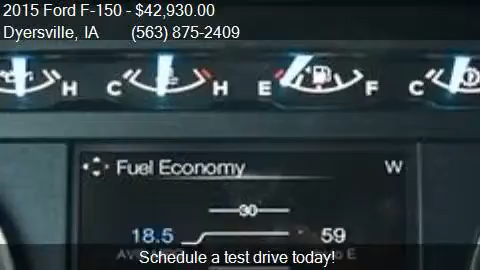 2015 Ford F-150 - $42,930.00
Dyersville, IA (563) 875-2409
H C H E F C
Fuel Economy W
30
18.5 59
E
Schedule a test drive today!